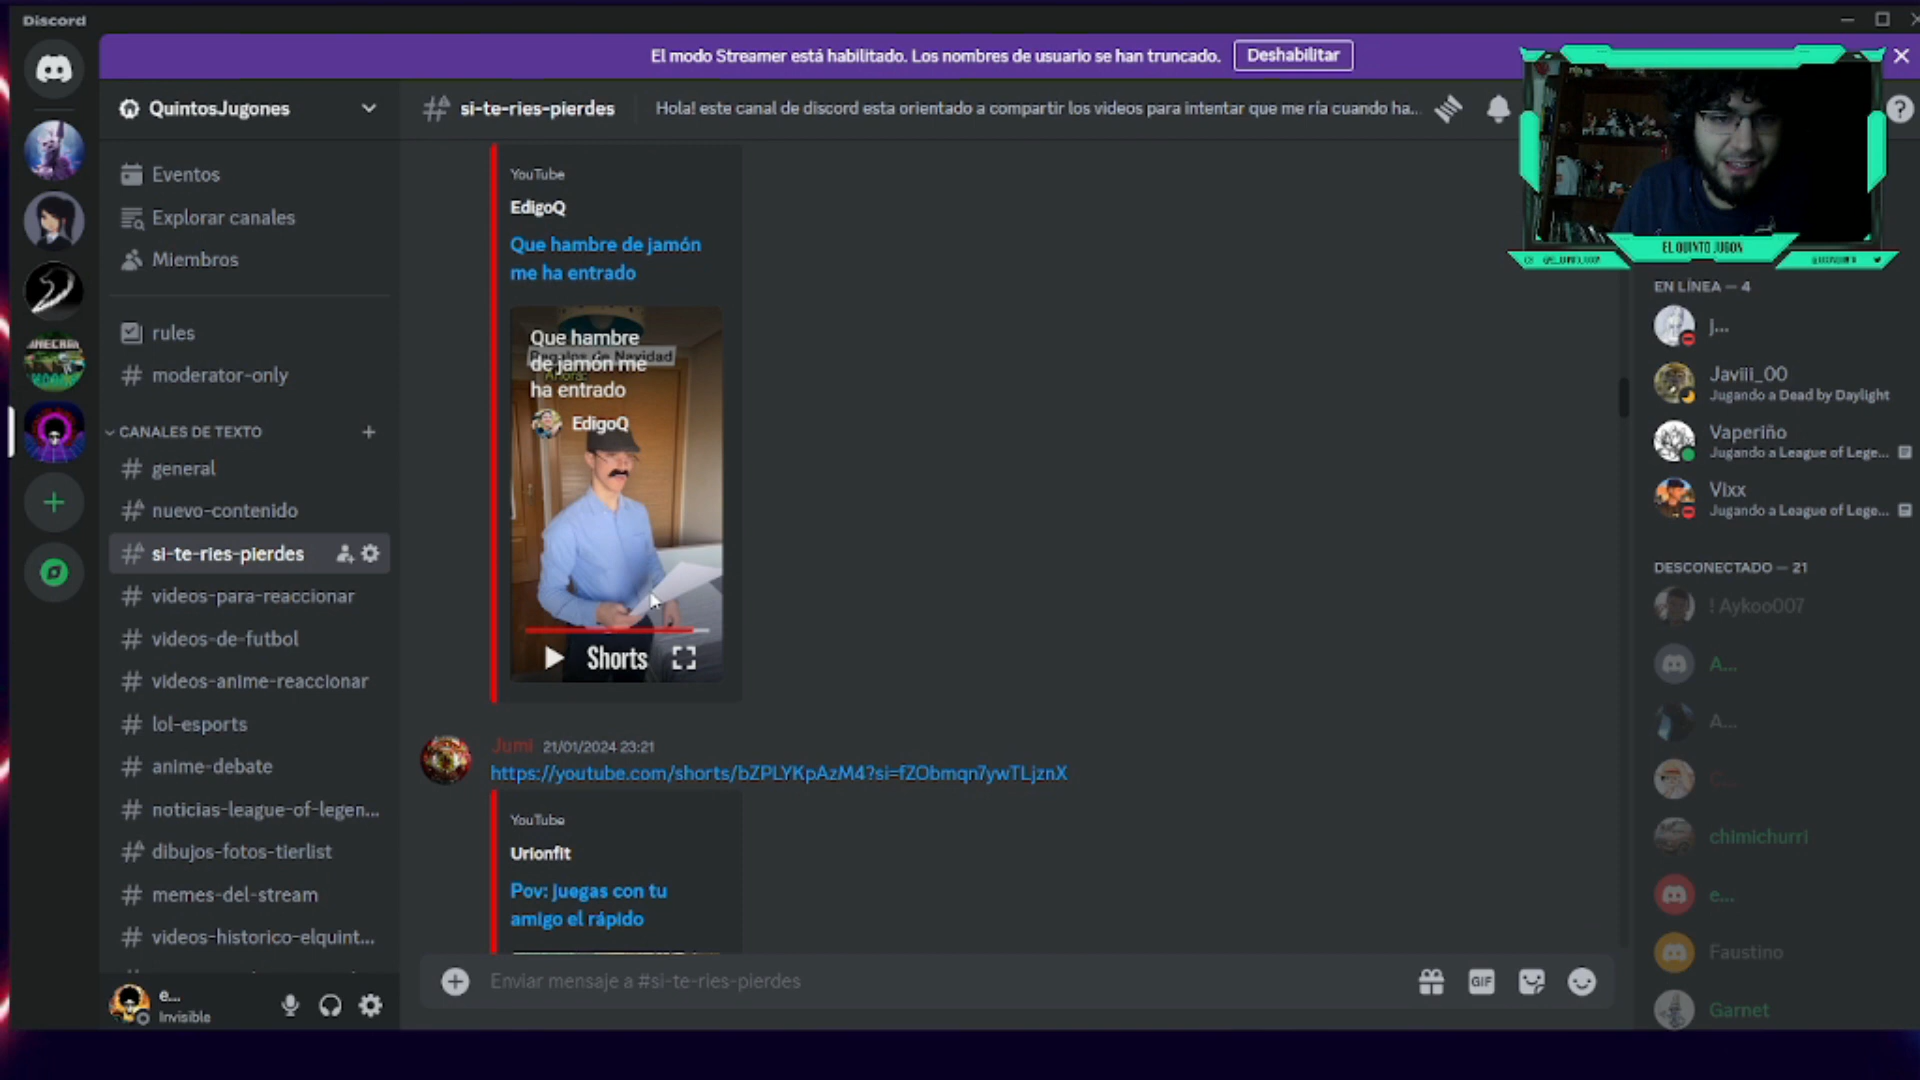 Discord
El modo Streamer está habilitado. Los nombres de usuario se han truncado.
Deshabilitar
QuintosJugones
si-te-ries-pierdes
Hola! este canal de discord esta orientado a compartir los videos para intentar que me ría cuando ha...
Eventos
Explorar canales
Miembros
rules
moderator-only
CANALES DE TEXTO
general
nuevo-contenido
si-te-ries-pierdes
videos-para-reaccionar
videos-de-futbol
videos-anime-reaccionar
lol-esports
anime-debate
noticias-league-of-legen...
dibujos-fotos-tierlist
memes-del-stream
videos-historico-elquint...
e...
Invisible
YouTube
EdigoQ
Que hambre de jamón
me ha entrado
Que hambre
Regalos de Navidad
de jamón me
Ahora:
ha entrado
EdigoQ
Shorts
Jumi 21/01/2024 23:21
https://youtube.com/shorts/bZPLYKpAzM4?si=fZObmqn7ywTLjznX
YouTube
Urionfit
Pov: juegas con tu
amigo el rápido
Enviar mensaje a #si-te-ries-pierdes
GIF
EL QUINTO JUGON
EN LÍNEA — 4
J...
Javiii_00
Jugando a Dead by Daylight
Vaperiño
Jugando a League of Lege...
Vixx
Jugando a League of Lege...
DESCONECTADO — 21
! Aykoo007
A...
A...
C...
chimichurri
e...
Faustino
Garnet